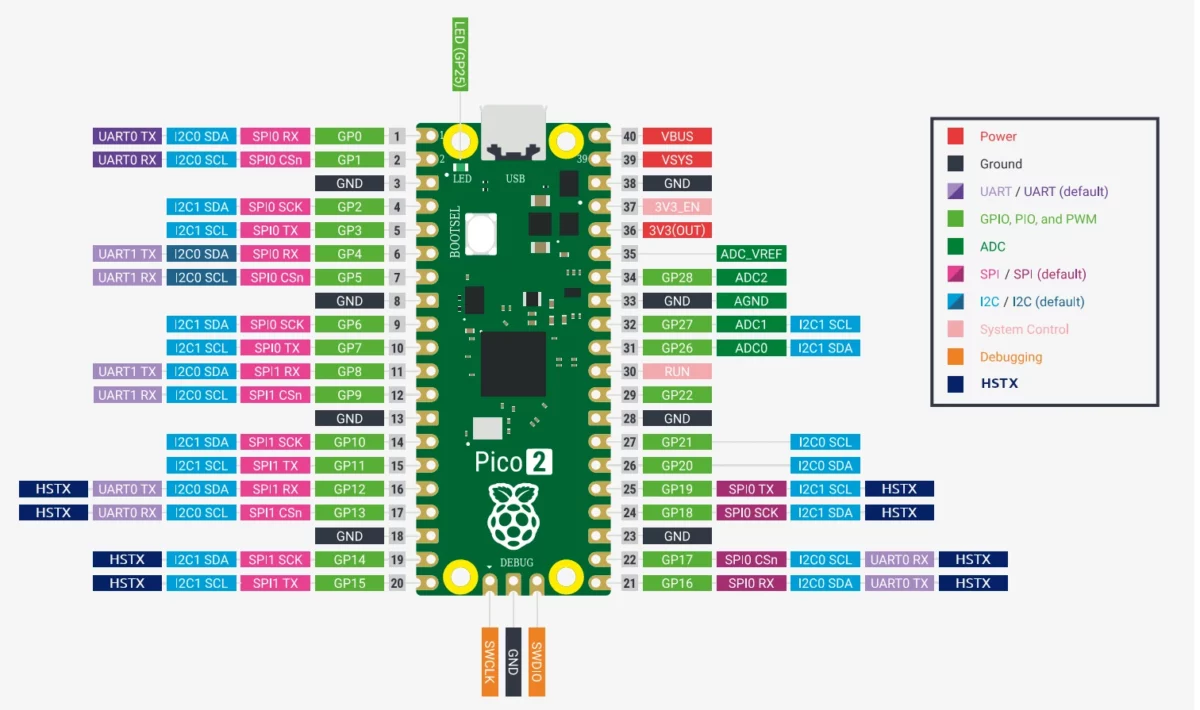 LED (GP25)
UART0 TX I2C0 SDA SPI0 RX GP0 1 1 40 VBUS
UART0 RX I2C0 SCL SPI0 CSn GP1 2 2 39 39 VSYS
GND 3 LED USB 38 GND
I2C1 SDA SPI0 SCK GP2 4 37 3V3_EN
I2C1 SCL SPI0 TX GP3 5 BOOTSEL 36 3V3(OUT)
UART1 TX I2C0 SDA SPI0 RX GP4 6 35 ADC_VREF
UART1 RX I2C0 SCL SPI0 CSn GP5 7 34 GP28 ADC2
GND 8 33 GND AGND
I2C1 SDA SPI0 SCK GP6 9 32 GP27 ADC1 I2C1 SCL
I2C1 SCL SPI0 TX GP7 10 31 GP26 ADC0 I2C1 SDA
UART1 TX I2C0 SDA SPI1 RX GP8 11 30 RUN
UART1 RX I2C0 SCL SPI1 CSn GP9 12 29 GP22
GND 13 28 GND
I2C1 SDA SPI1 SCK GP10 14 27 GP21 I2C0 SCL
I2C1 SCL SPI1 TX GP11 15 Pico 2 26 GP20 I2C0 SDA
HSTX UART0 TX I2C0 SDA SPI1 RX GP12 16 25 GP19 SPI0 TX I2C1 SCL HSTX
HSTX UART0 RX I2C0 SCL SPI1 CSn GP13 17 24 GP18 SPI0 SCK I2C1 SDA HSTX
GND 18 23 GND
HSTX I2C1 SDA SPI1 SCK GP14 19 DEBUG 22 GP17 SPI0 CSn I2C0 SCL UART0 RX HSTX
HSTX I2C1 SCL SPI1 TX GP15 20 21 GP16 SPI0 RX I2C0 SDA UART0 TX HSTX
SWCLK GND SWDIO
Power
Ground
UART / UART (default)
GPIO, PIO, and PWM
ADC
SPI / SPI (default)
I2C / I2C (default)
System Control
Debugging
HSTX